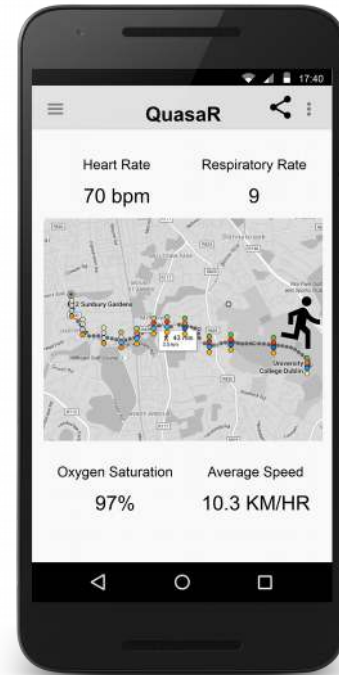 17:40
QuasaR
Heart Rate
Respiratory Rate
70 bpm
9
2 Sunbury Gardens
University
College Dublin
Oxygen Saturation
Average Speed
97%
10.3 KM/HR